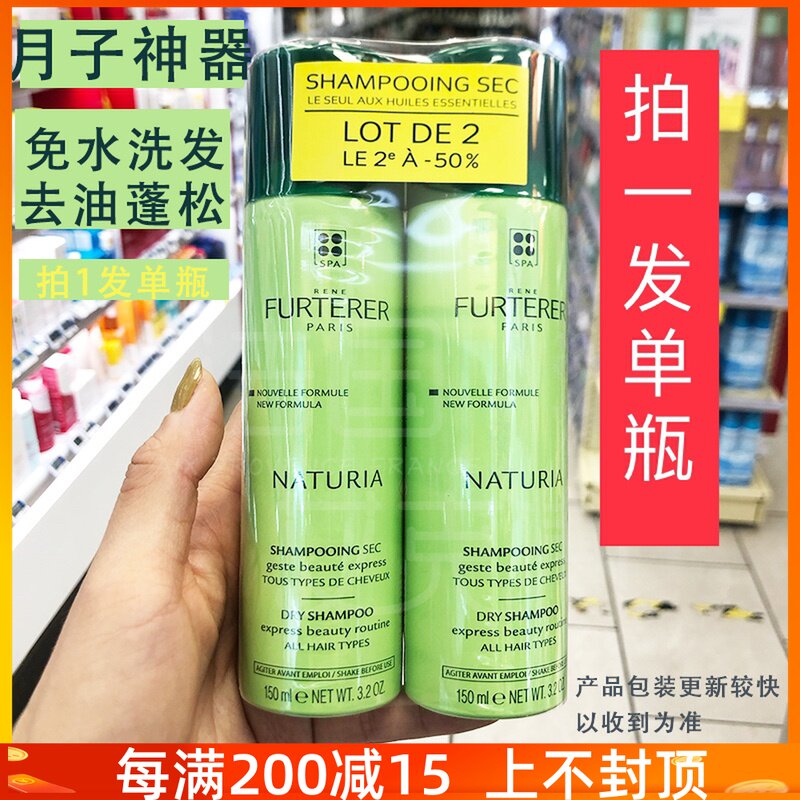 月子神器
免水洗发
去油蓬松
拍1发单瓶
拍一发单瓶
SHAMPOOING SEC
LE SEUL AUX HUILES ESSENTIELLES
LOT DE 2
LE 2e À -50%
SPA
RENE
FURTERER
PARIS
NOUVELLE FORMULE
NEW FORMULA
NATURIA
SHAMPOOING SEC
geste beauté express
TOUS TYPES DE CHEVEUX
DRY SHAMPOO
express beauty routine
ALL HAIR TYPES
AGITER AVANT EMPLOI / SHAKE BEFORE USE
150 ml e NET WT. 3.2 OZ.
SPA
RENE
FURTERER
PARIS
NOUVELLE FORMULE
NEW FORMULA
NATURIA
SHAMPOOING SEC
geste beauté express
TOUS TYPES DE CHEVEUX
DRY SHAMPOO
express beauty routine
ALL HAIR TYPES
AGITER AVANT EMPLOI / SHAKE BEFORE
150 ml e NET WT. 3.2 OZ
产品包装更新较快
以收到为准
每满200减15 上不封顶